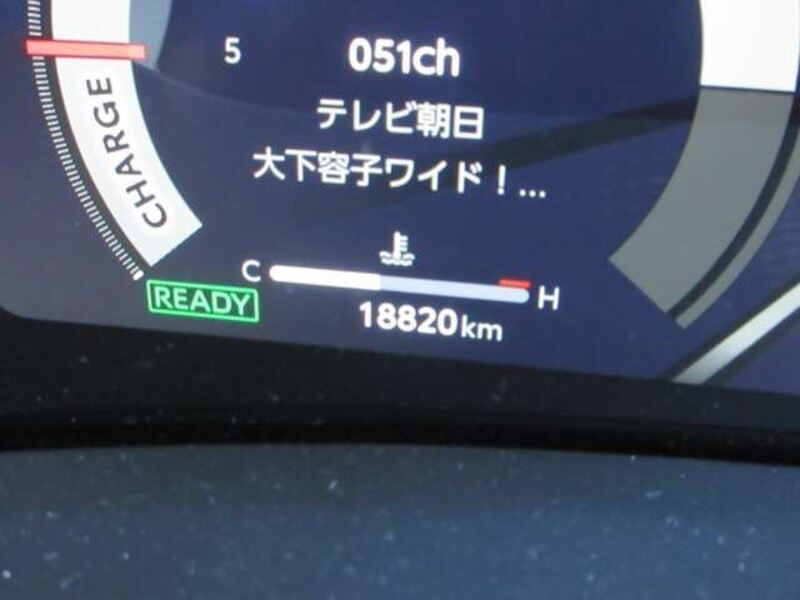 5 051ch
テレビ朝日
大下容子ワイド!...
CHARGE
C H
READY
18820km